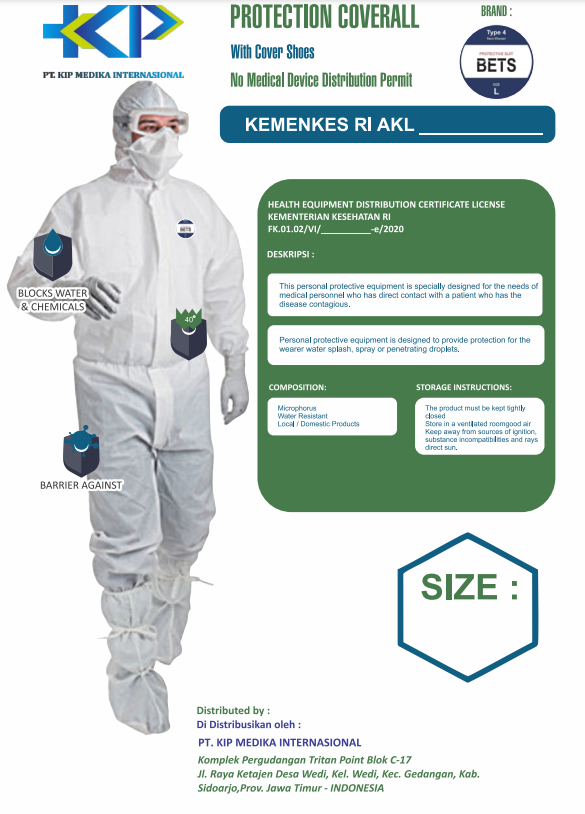 KIP
PT. KIP MEDIKA INTERNASIONAL
PROTECTION COVERALL
With Cover Shoes
No Medical Device Distribution Permit
BRAND :
Type 4
PROTECTIVE SUIT
BETS
SIZE
L
KEMENKES RI AKL ____________
HEALTH EQUIPMENT DISTRIBUTION CERTIFICATE LICENSE
KEMENTERIAN KESEHATAN RI
FK.01.02/VI/_________-e/2020
DESKRIPSI :
This personal protective equipment is specially designed for the needs of
medical personnel who has direct contact with a patient who has the
disease contagious.
Personal protective equipment is designed to provide protection for the
wearer water splash, spray or penetrating droplets.
COMPOSITION:
Microphorus
Water Resistant
Local / Domestic Products
STORAGE INSTRUCTIONS:
The product must be kept tightly
closed
Store in a ventilated roomgood air
Keep away from sources of ignition,
substance incompatibilities and rays
direct sun.
BETS
BLOCKS WATER
& CHEMICALS
40°
BARRIER AGAINST
SIZE :
Distributed by :
Di Distribusikan oleh :
PT. KIP MEDIKA INTERNASIONAL
Komplek Pergudangan Tritan Point Blok C-17
Jl. Raya Ketajen Desa Wedi, Kel. Wedi, Kec. Gedangan, Kab.
Sidoarjo,Prov. Jawa Timur - INDONESIA